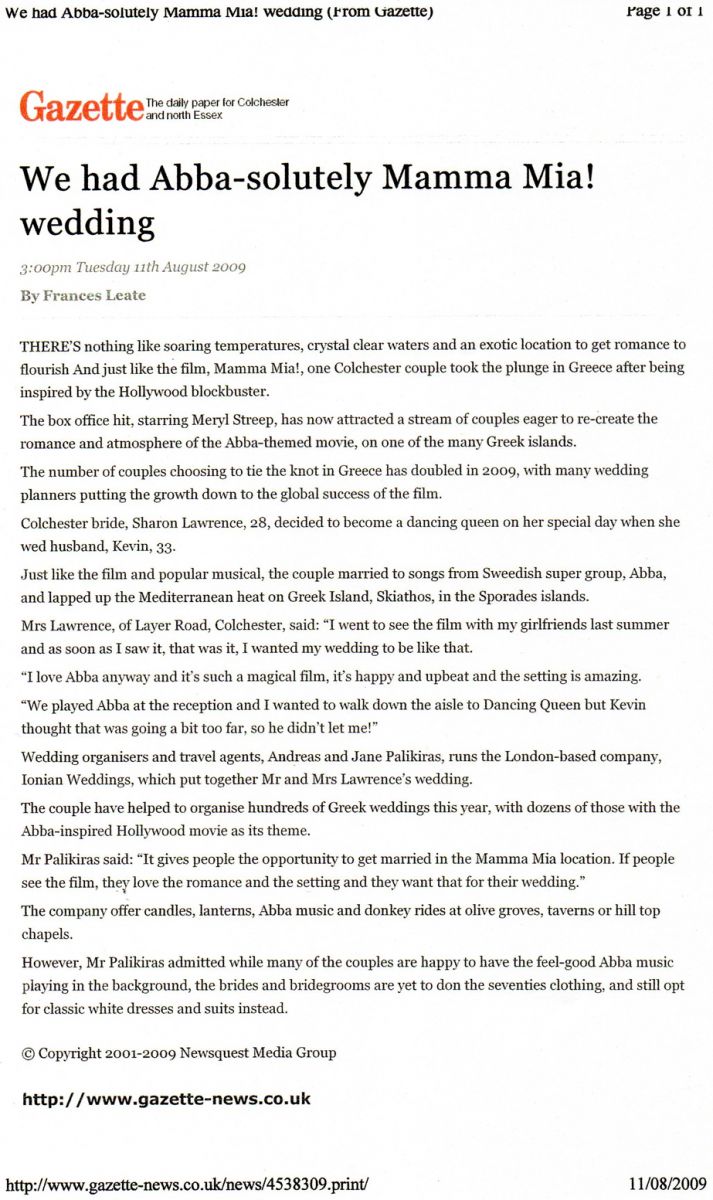 We had Abba-solutely Mamma Mia! wedding (From Gazette)
Page 1 of 1
Gazette The daily paper for Colchester
and north Essex
We had Abba-solutely Mamma Mia!
wedding
3:00pm Tuesday 11th August 2009
By Frances Leate
THERE'S nothing like soaring temperatures, crystal clear waters and an exotic location to get romance to
flourish And just like the film, Mamma Mia!, one Colchester couple took the plunge in Greece after being
inspired by the Hollywood blockbuster.
The box office hit, starring Meryl Streep, has now attracted a stream of couples eager to re-create the
romance and atmosphere of the Abba-themed movie, on one of the many Greek islands.
The number of couples choosing to tie the knot in Greece has doubled in 2009, with many wedding
planners putting the growth down to the global success of the film.
Colchester bride, Sharon Lawrence, 28, decided to become a dancing queen on her special day when she
wed husband, Kevin, 33.
Just like the film and popular musical, the couple married to songs from Swedish super group, Abba,
and lapped up the Mediterranean heat on Greek Island, Skiathos, in the Sporades islands.
Mrs Lawrence, of Layer Road, Colchester, said: “I went to see the film with my girlfriends last summer
and as soon as I saw it, that was it, I wanted my wedding to be like that.
“I love Abba anyway and it’s such a magical film, it’s happy and upbeat and the setting is amazing.
“We played Abba at the reception and I wanted to walk down the aisle to Dancing Queen but Kevin
thought that was going a bit too far, so he didn’t let me!”
Wedding organisers and travel agents, Andreas and Jane Palikiras, runs the London-based company,
Ionian Weddings, which put together Mr and Mrs Lawrence’s wedding.
The couple have helped to organise hundreds of Greek weddings this year, with dozens of those with the
Abba-inspired Hollywood movie as its theme.
Mr Palikiras said: “It gives people the opportunity to get married in the Mamma Mia location. If people
see the film, they love the romance and the setting and they want that for their wedding.”
The company offer candles, lanterns, Abba music and donkey rides at olive groves, taverns or hill top
chapels.
However, Mr Palikiras admitted while many of the couples are happy to have the feel-good Abba music
playing in the background, the brides and bridegrooms are yet to don the seventies clothing, and still opt
for classic white dresses and suits instead.
© Copyright 2001-2009 Newsquest Media Group
http://www.gazette-news.co.uk
http://www.gazette-news.co.uk/news/4538309.print/
11/08/2009